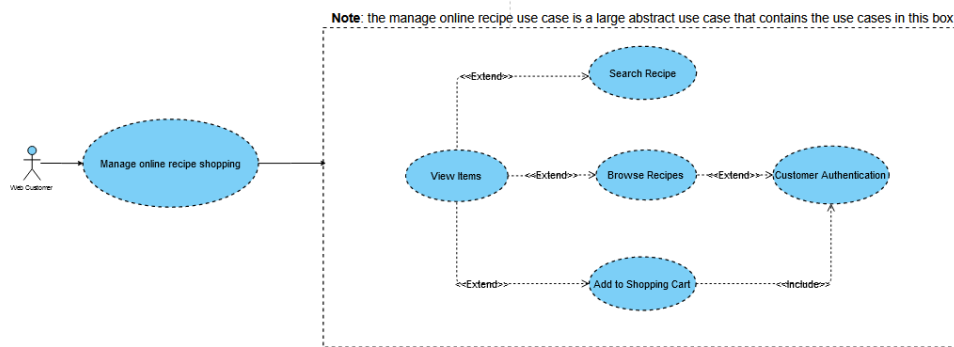 Note: the manage online recipe use case is a large abstract use case that contains the use cases in this box
<<Extend>>
Search Recipe
Manage online recipe shopping
Web Customer
View Items
<<Extend>>
Browse Recipes
<<Extend>>
Customer Authentication
<<Extend>>
Add to Shopping Cart
<<Include>>